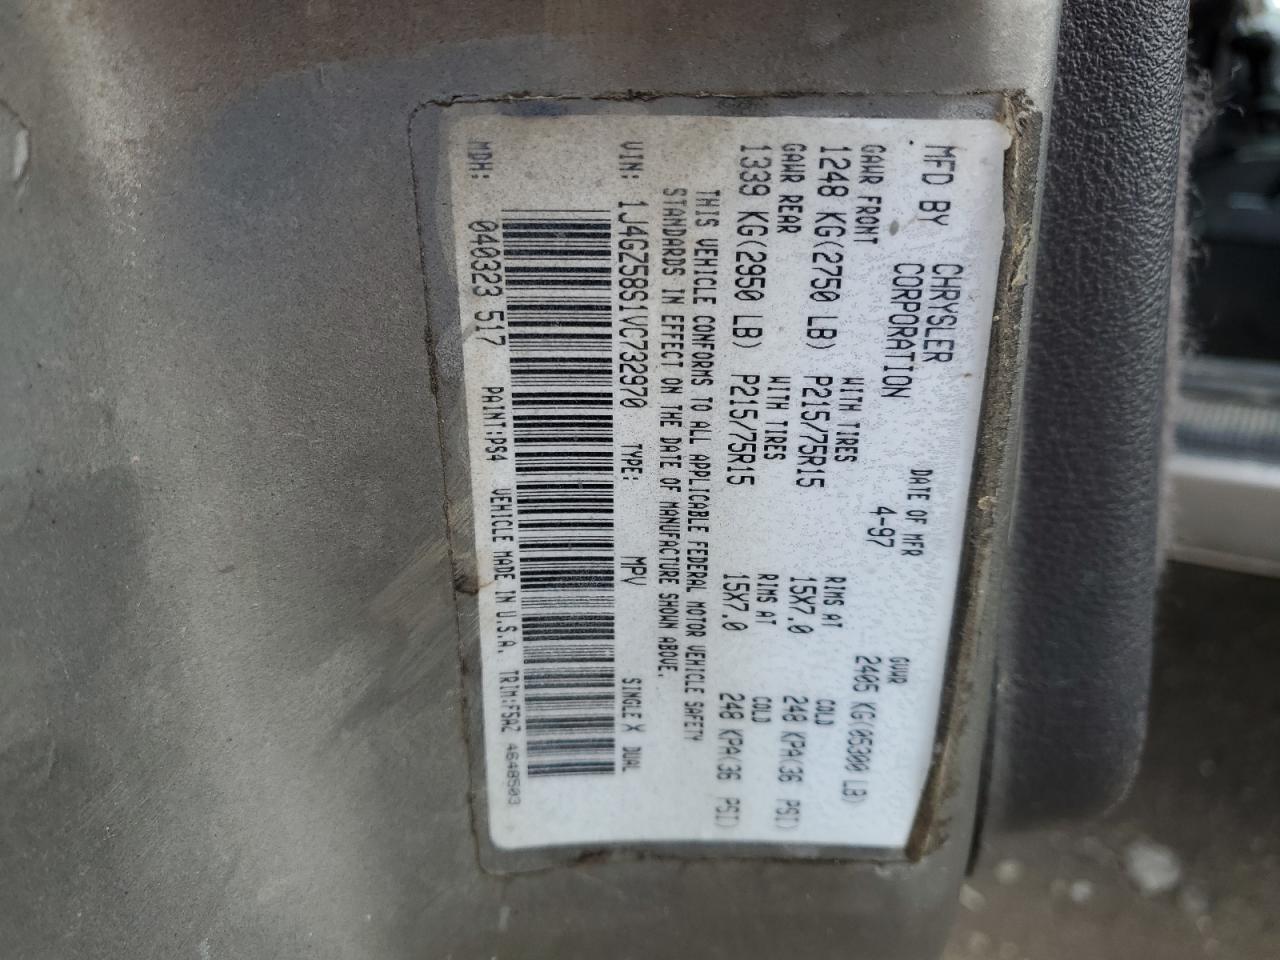 MFD BY CHRYSLER CORPORATION DATE OF MFR 4-97 GVWR 2405 KG(05300 LB)
GAWR FRONT WITH TIRES RIMS AT COLD
1248 KG(2750 LB) P215/75R15 15X7.0 248 KPA(36 PSI)
GAWR REAR WITH TIRES RIMS AT COLD
1339 KG(2950 LB) P215/75R15 15X7.0 248 KPA(36 PSI)
THIS VEHICLE CONFORMS TO ALL APPLICABLE FEDERAL MOTOR VEHICLE SAFETY
STANDARDS IN EFFECT ON THE DATE OF MANUFACTURE SHOWN ABOVE.
VIN: 1J4GZ58S1VC732970 TYPE: MPV SINGLE X DUAL
MDH: 040323 517 PAINT:PS4 VEHICLE MADE IN U.S.A. TRIM:FSAZ 4648503